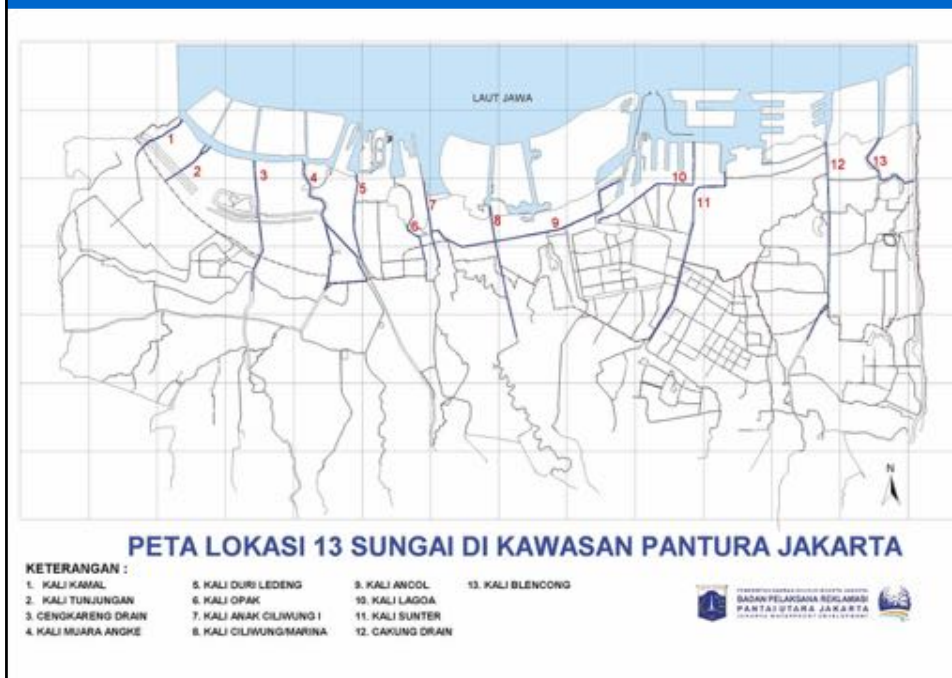 LAUT JAWA
1
2
3
4
5
6
7
8
9
10
11
12
13
N
PETA LOKASI 13 SUNGAI DI KAWASAN PANTURA JAKARTA
KETERANGAN :
1. KALI KAMAL
2. KALI TUNJUNGAN
3. CENGKARENG DRAIN
4. KALI MUARA ANGKE
5. KALI DURI LEDENG
6. KALI OPAK
7. KALI ANAK CILIWUNG I
8. KALI CILIWUNG/MARINA
9. KALI ANCOL
10. KALI LAGOA
11. KALI SUNTER
12. CAKUNG DRAIN
13. KALI BLENCONG
BADAN PELAKSANA REKLAMASI
PANTAI UTARA JAKARTA